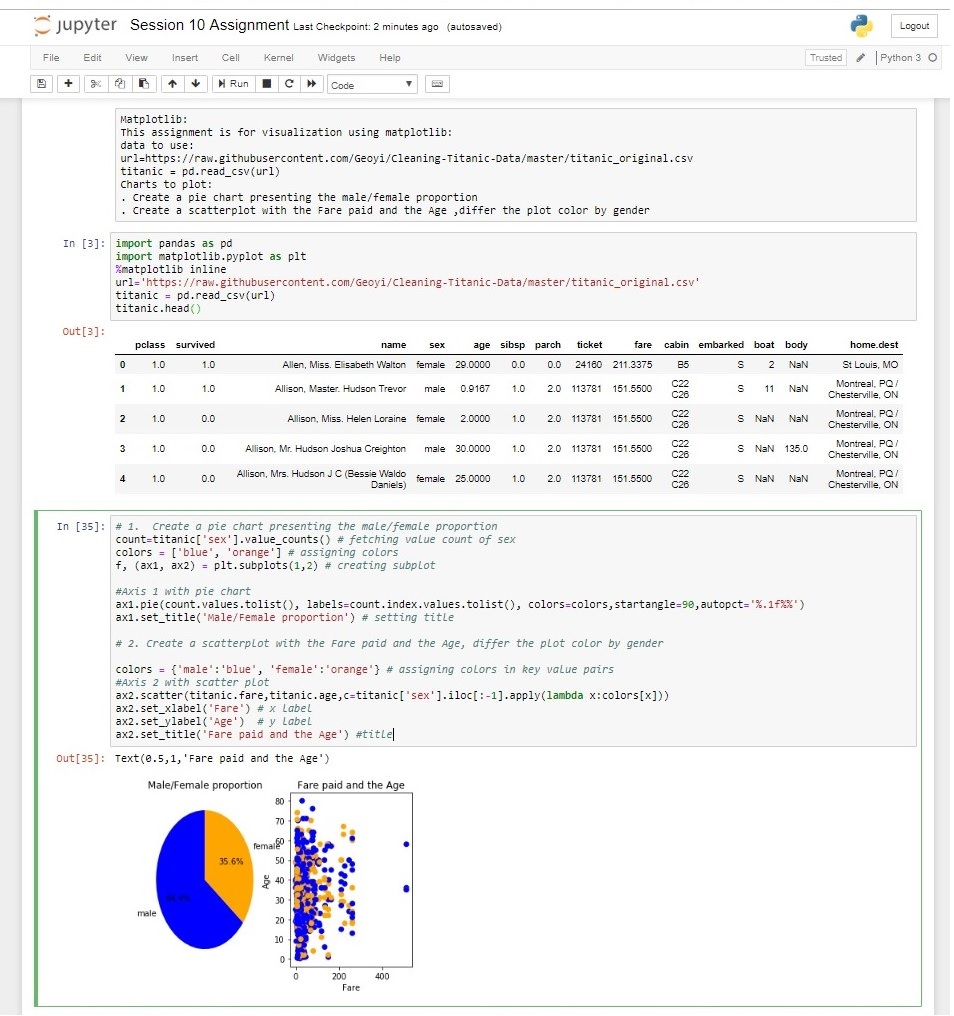 jupyter Session 10 Assignment Last Checkpoint: 2 minutes ago (autosaved)
Logout
File Edit View Insert Cell Kernel Widgets Help
Trusted
Python 3
Run
Code
Matplotlib:
This assignment is for visualization using matplotlib:
data to use:
url=https://raw.githubusercontent.com/Geoyi/Cleaning-Titanic-Data/master/titanic_original.csv
titanic = pd.read_csv(url)
Charts to plot:
. Create a pie chart presenting the male/female proportion
. Create a scatterplot with the Fare paid and the Age ,differ the plot color by gender
In [3]: import pandas as pd
import matplotlib.pyplot as plt
%matplotlib inline
url='https://raw.githubusercontent.com/Geoyi/Cleaning-Titanic-Data/master/titanic_original.csv'
titanic = pd.read_csv(url)
titanic.head()
Out[3]:
pclass survived name sex age sibsp parch ticket fare cabin embarked boat body home.dest
0 1.0 1.0 Allen, Miss. Elisabeth Walton female 29.0000 0.0 0.0 24160 211.3375 B5 S 2 NaN St Louis, MO
1 1.0 1.0 Allison, Master. Hudson Trevor male 0.9167 1.0 2.0 113781 151.5500 C22 C26 S 11 NaN Montreal, PQ / Chesterville, ON
2 1.0 0.0 Allison, Miss. Helen Loraine female 2.0000 1.0 2.0 113781 151.5500 C22 C26 S NaN NaN Montreal, PQ / Chesterville, ON
3 1.0 0.0 Allison, Mr. Hudson Joshua Creighton male 30.0000 1.0 2.0 113781 151.5500 C22 C26 S NaN 135.0 Montreal, PQ / Chesterville, ON
4 1.0 0.0 Allison, Mrs. Hudson J C (Bessie Waldo Daniels) female 25.0000 1.0 2.0 113781 151.5500 C22 C26 S NaN NaN Montreal, PQ / Chesterville, ON
In [35]: # 1. Create a pie chart presenting the male/female proportion
count=titanic['sex'].value_counts() # fetching value count of sex
colors = ['blue', 'orange'] # assigning colors
f, (ax1, ax2) = plt.subplots(1,2) # creating subplot
#Axis 1 with pie chart
ax1.pie(count.values.tolist(), labels=count.index.values.tolist(), colors=colors,startangle=90,autopct='%.1f%%')
ax1.set_title('Male/Female proportion') # setting title
# 2. Create a scatterplot with the Fare paid and the Age, differ the plot color by gender
colors = {'male':'blue', 'female':'orange'} # assigning colors in key value pairs
#Axis 2 with scatter plot
ax2.scatter(titanic.fare,titanic.age,c=titanic['sex'].iloc[:-1].apply(lambda x:colors[x]))
ax2.set_xlabel('Fare') # x label
ax2.set_ylabel('Age') # y label
ax2.set_title('Fare paid and the Age') #title
Out[35]: Text(0.5,1,'Fare paid and the Age')
Male/Female proportion
35.6%
female
male
Fare paid and the Age
80
70
60
50
40
30
20
10
0
Age
0 200 400
Fare